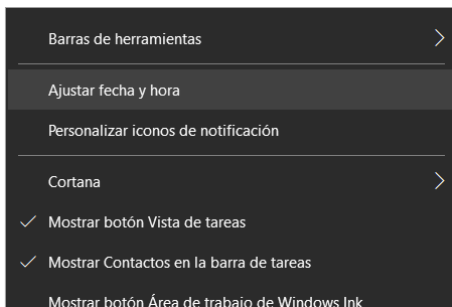 Barras de herramientas
Ajustar fecha y hora
Personalizar iconos de notificación
Cortana
Mostrar botón Vista de tareas
Mostrar Contactos en la barra de tareas
Mostrar botón Área de trabajo de Windows Ink